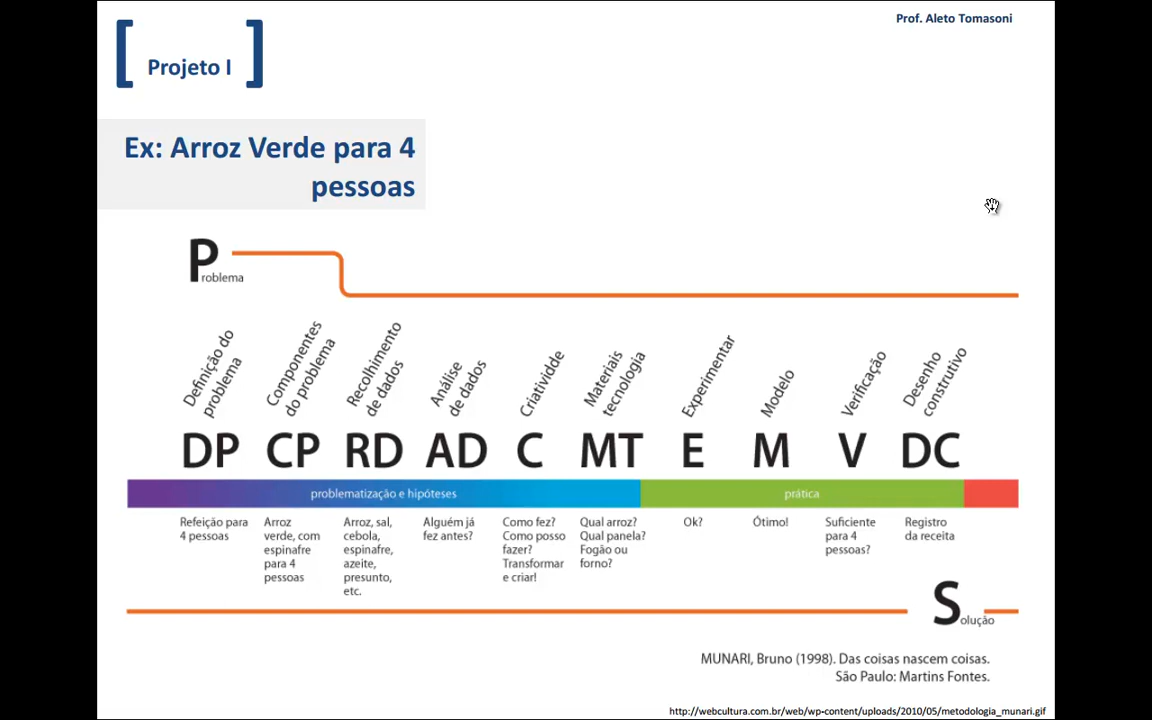 Prof. Aleto Tomasoni
[ Projeto I ]
Ex: Arroz Verde para 4
pessoas
Problema
Definição do
problema
Componentes
do problema
Recolhimento
de dados
Análise
de dados
Criatividde
Materiais
tecnologia
Experimentar
Modelo
Verificação
Desenho
construtivo
DP CP RD AD C MT E M V DC
problematização e hipóteses
prática
Refeição para
4 pessoas
Arroz
verde, com
espinafre
para 4
pessoas
Arroz, sal,
cebola,
espinafre,
azeite,
presunto,
etc.
Alguém já
fez antes?
Como fez?
Como posso
fazer?
Transformar
e criar!
Qual arroz?
Qual panela?
Fogão ou
forno?
Ok?
Ótimo!
Suficiente
para 4
pessoas?
Registro
da receita
Solução
MUNARI, Bruno (1998). Das coisas nascem coisas.
São Paulo: Martins Fontes.
http://webcultura.com.br/web/wp-content/uploads/2010/05/metodologia_munari.gif